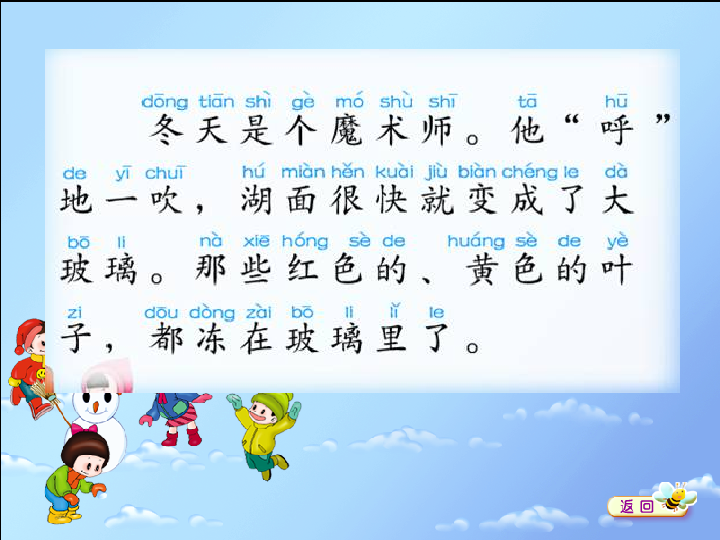 dōng tiān shì gè mó shù shī tā hū
冬天是个魔术师。他“呼”
de yī chuī hú miàn hěn kuài jiù biàn chéng le dà
地一吹，湖面很快就变成了大
bō li nà xiē hóng sè de huáng sè de yè
玻璃。那些红色的、黄色的叶
zi dōu dòng zài bō li lǐ le
子，都冻在玻璃里了。
返回